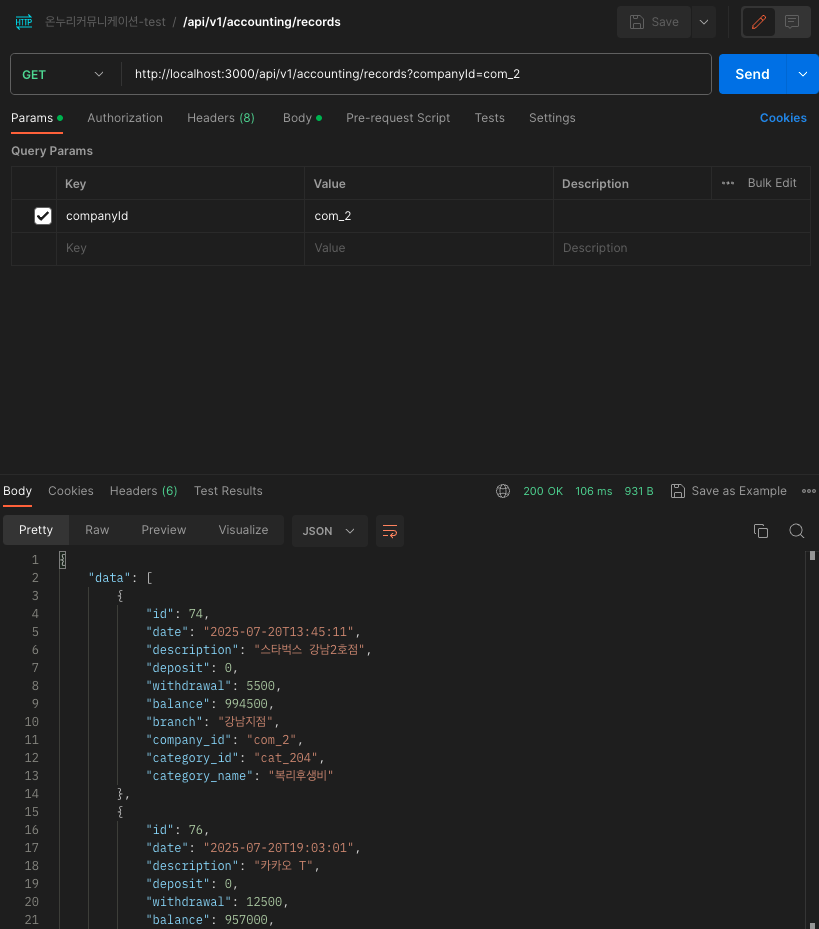 HTTP 온누리커뮤니케이션-test / /api/v1/accounting/records Save
GET http://localhost:3000/api/v1/accounting/records?companyId=com_2 Send
Params Authorization Headers (8) Body Pre-request Script Tests Settings Cookies
Query Params
Key Value Description ••• Bulk Edit
companyId com_2
Key Value Description
Body Cookies Headers (6) Test Results 200 OK 106 ms 931 B Save as Example
Pretty Raw Preview Visualize JSON
1 {
2 "data": [
3 {
4 "id": 74,
5 "date": "2025-07-20T13:45:11",
6 "description": "스타벅스 강남2호점",
7 "deposit": 0,
8 "withdrawal": 5500,
9 "balance": 994500,
10 "branch": "강남지점",
11 "company_id": "com_2",
12 "category_id": "cat_204",
13 "category_name": "복리후생비"
14 },
15 {
16 "id": 76,
17 "date": "2025-07-20T19:03:01",
18 "description": "카카오 T",
19 "deposit": 0,
20 "withdrawal": 12500,
21 "balance": 957000,